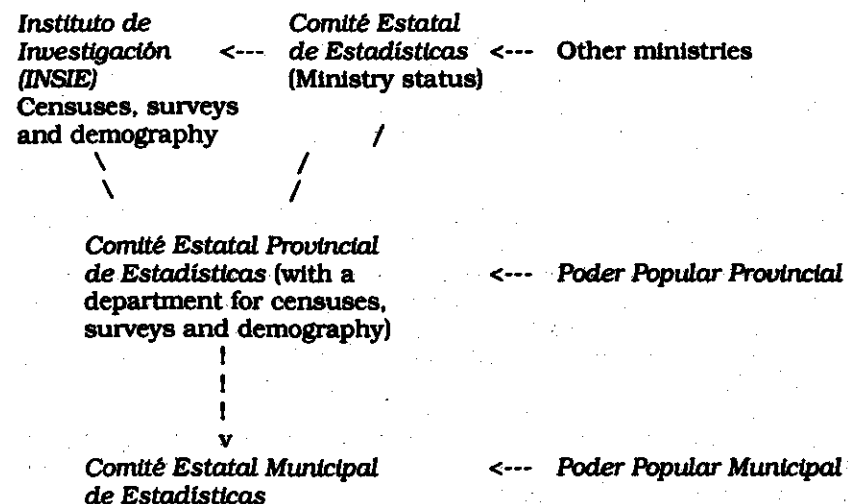 Instituto de Comité Estatal
Investigación <--- de Estadísticas <--- Other ministries
(INSIE) (Ministry status)
Censuses, surveys
and demography /
\ /
\ /
Comité Estatal Provincial
de Estadísticas (with a <--- Poder Popular Provincial
department for censuses,
surveys and demography)
!
!
!
v
Comité Estatal Municipal <--- Poder Popular Municipal
de Estadísticas